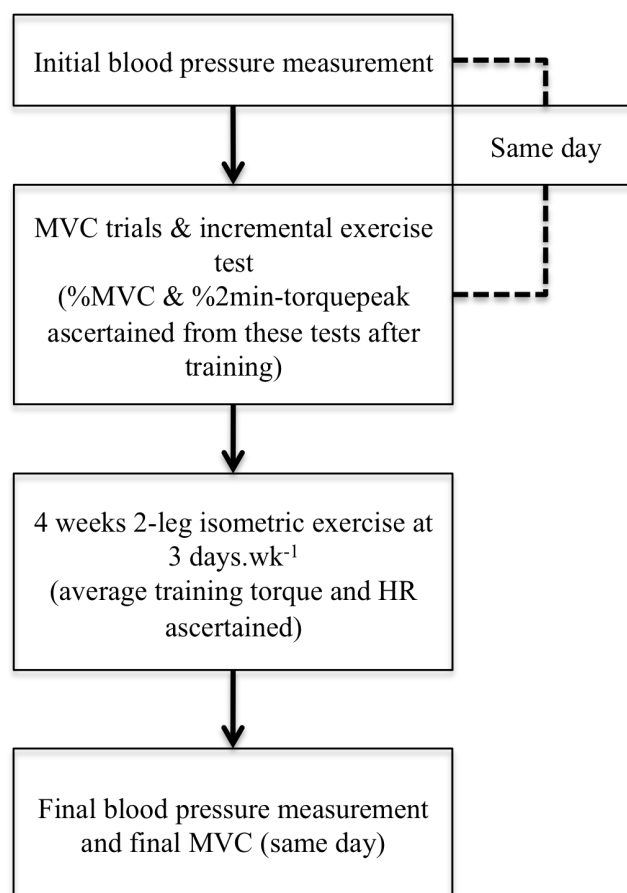 Initial blood pressure measurement
Same day
MVC trials & incremental exercise
test
(%MVC & %2min-torquepeak
ascertained from these tests after
training)
4 weeks 2-leg isometric exercise at
3 days.wk⁻¹
(average training torque and HR
ascertained)
Final blood pressure measurement
and final MVC (same day)